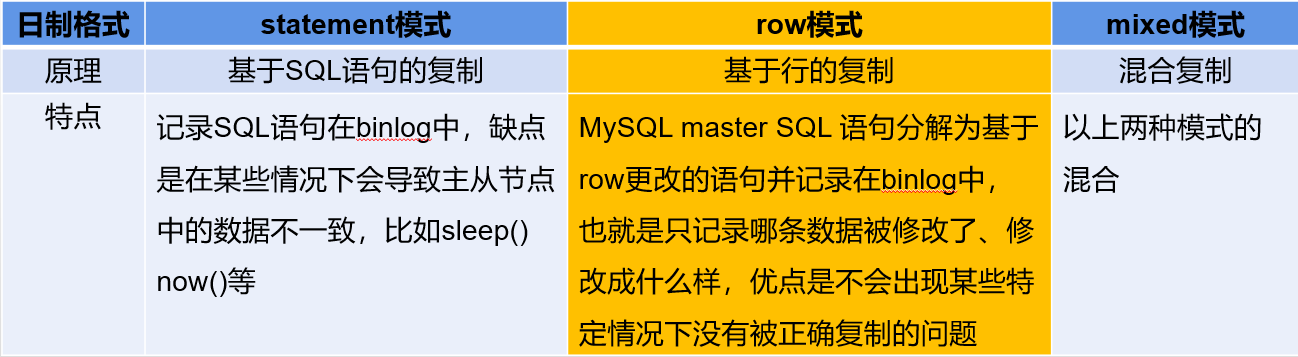 日制格式 statement模式 row模式 mixed模式
原理 基于SQL语句的复制 基于行的复制 混合复制
特点
记录SQL语句在binlog中，缺点
是在某些情况下会导致主从节点
中的数据不一致，比如sleep()
now()等
MySQL master SQL 语句分解为基于
row更改的语句并记录在binlog中，
也就是只记录哪条数据被修改了、修
改成什么样，优点是不会出现某些特
定情况下没有被正确复制的问题
以上两种模式的
混合